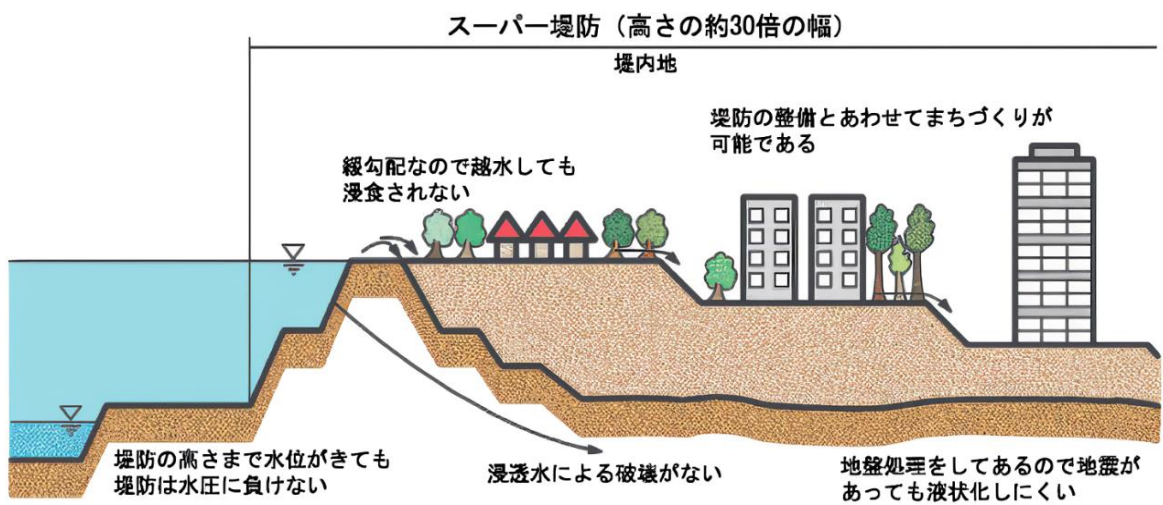 スーパー堤防（高さの約30倍の幅）
堤内地
堤防の整備とあわせてまちづくりが
可能である
緩勾配なので越水しても
浸食されない
堤防の高さまで水位がきても
堤防は水圧に負けない
浸透水による破壊がない
地盤処理をしてあるので地震が
あっても液状化しにくい